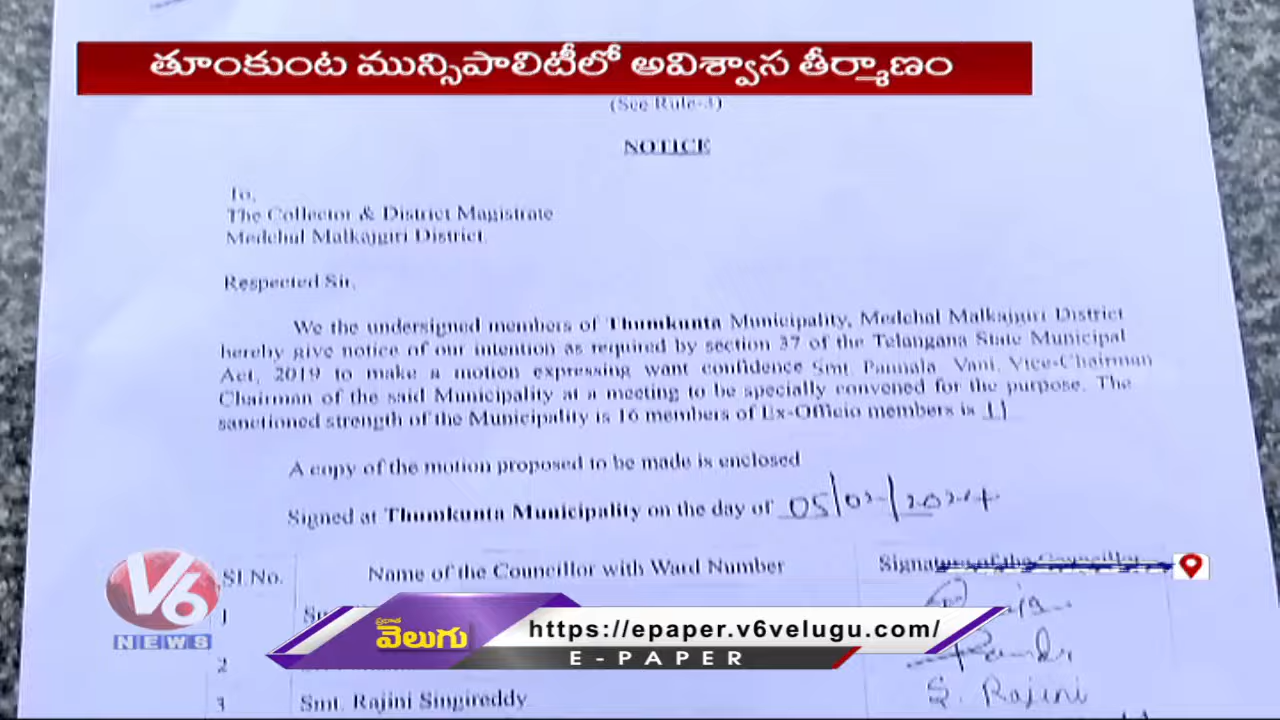 తూంకుంట మున్సిపాలిటీలో అవిశ్వాస తీర్మాణం
(See Rule-3)
NOTICE
To,
The Collector & District Magistrate
Medchal Malkajgiri District
Respected Sir,
We the undersigned members of Thumkunta Municipality, Medchal Malkajgiri District
hereby give notice of our intention as required by section 37 of the Telangana State Municipal
Act, 2019 to make a motion expressing want confidence Smt Pannala Vani, Vice-Chairman
Chairman of the said Municipality at a meeting to be specially convened for the purpose. The
sanctioned strength of the Municipality is 16 members of Ex-Officio members is 11
A copy of the motion proposed to be made is enclosed
Signed at Thumkunta Municipality on the day of 05/02/2024
Sl.No. Name of the Councillor with Ward Number Signature of the Councillor
1
2
3 Smt. Rajini Singireddy S. Rajini
V6
NEWS
ప్రభాత
వెలుగు
https://epaper.v6velugu.com/
E-PAPER